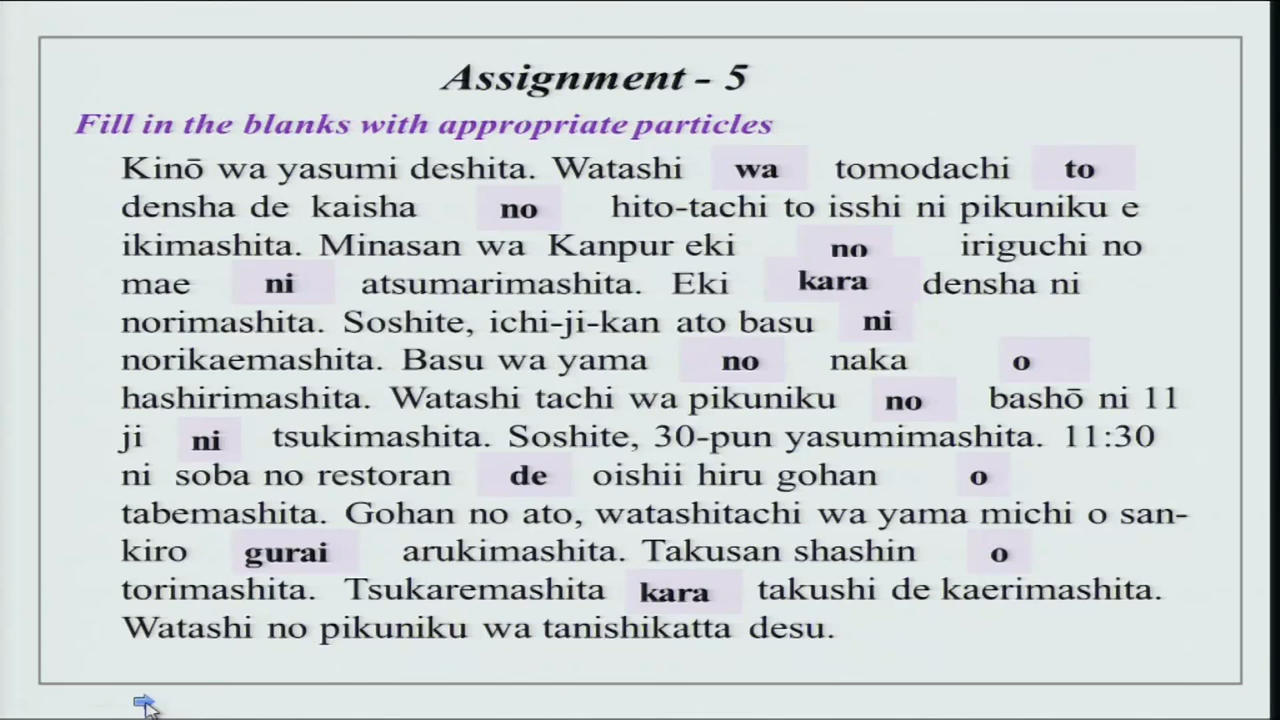 Assignment - 5
Fill in the blanks with appropriate particles
Kinō wa yasumi deshita. Watashi wa tomodachi to
densha de kaisha no hito-tachi to isshi ni pikuniku e
ikimashita. Minasan wa Kanpur eki no iriguchi no
mae ni atsumarimashita. Eki kara densha ni
norimashita. Soshite, ichi-ji-kan ato basu ni
norikaemashita. Basu wa yama no naka o
hashirimashita. Watashi tachi wa pikuniku no bashō ni 11
ji ni tsukimashita. Soshite, 30-pun yasumimashita. 11:30
ni soba no restoran de oishii hiru gohan o
tabemashita. Gohan no ato, watashitachi wa yama michi o san-
kiro gurai arukimashita. Takusan shashin o
torimashita. Tsukaremashita kara takushi de kaerimashita.
Watashi no pikuniku wa tanishikatta desu.